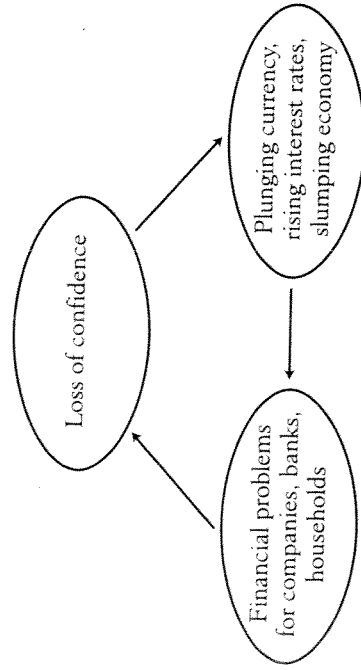 Loss of confidence
Plunging currency,
rising interest rates,
slumping economy
Financial problems
for companies, banks,
households